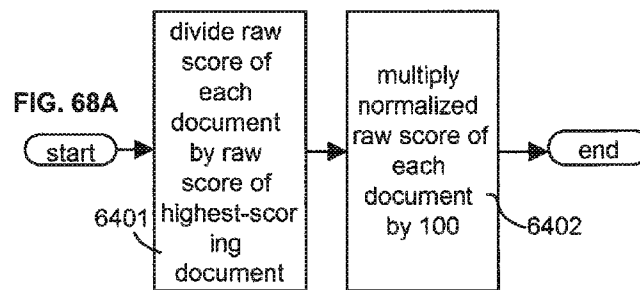 FIG. 68A
start
divide raw
score of
each
document
by raw
score of
highest-scor
ing
document
6401
multiply
normalized
raw score of
each
document
by 100
6402
end